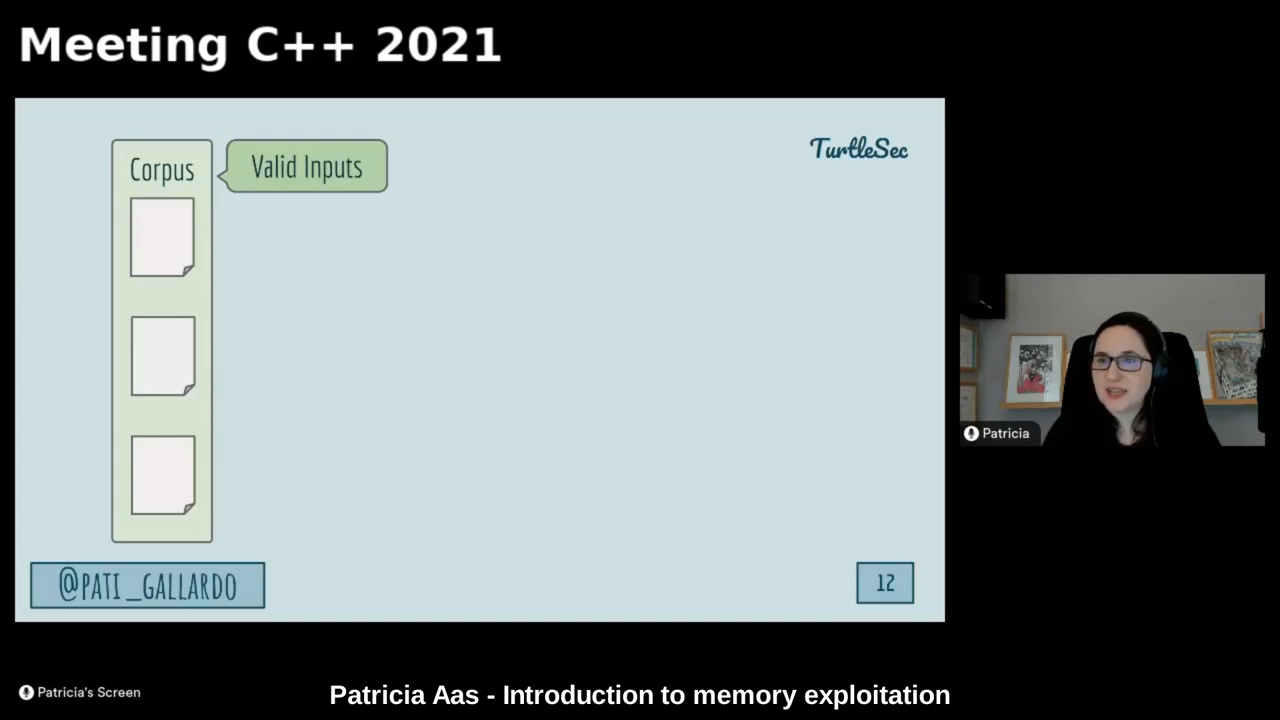 Meeting C++ 2021
Corpus
Valid Inputs
TurtleSec
@PATI_GALLARDO
12
Patricia
Patricia's Screen
Patricia Aas - Introduction to memory exploitation